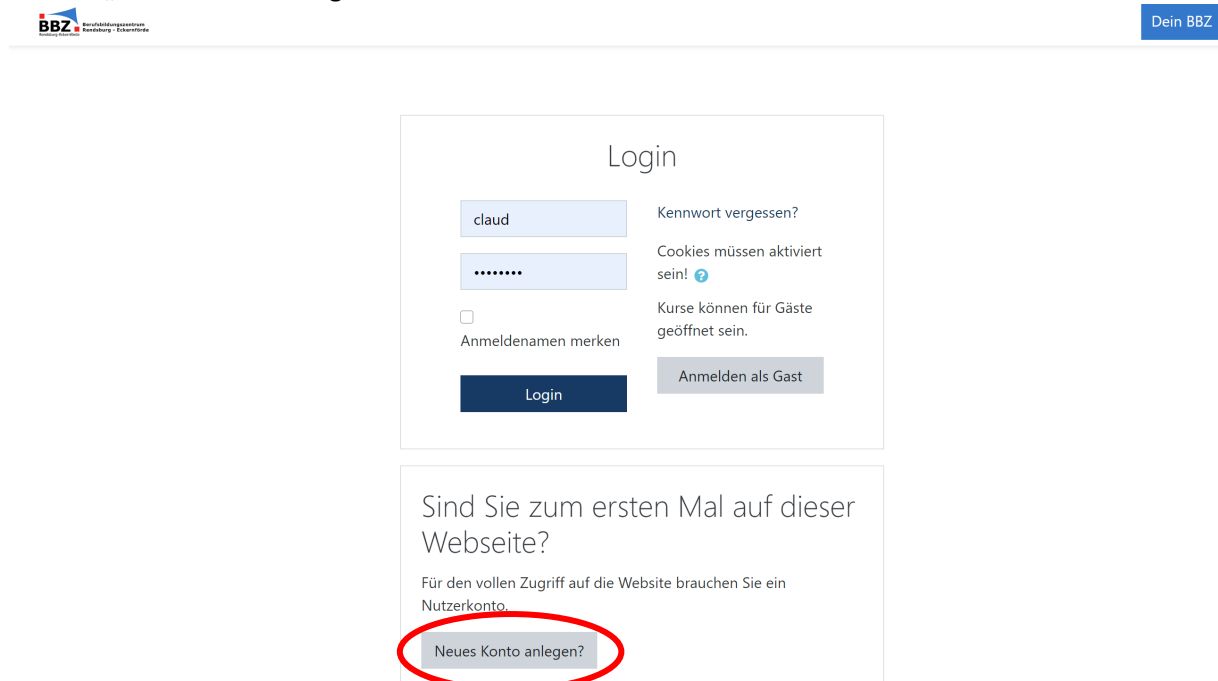 BBZ Berufsbildungszentrum
Rendsburg - Eckernförde
Rendsburg-Eckernförde
Dein BBZ
Login
claud
Kennwort vergessen?
Cookies müssen aktiviert
sein! ?
••••••••
Kurse können für Gäste
geöffnet sein.
Anmeldenamen merken
Anmelden als Gast
Login
Sind Sie zum ersten Mal auf dieser
Webseite?
Für den vollen Zugriff auf die Website brauchen Sie ein
Nutzerkonto.
Neues Konto anlegen?